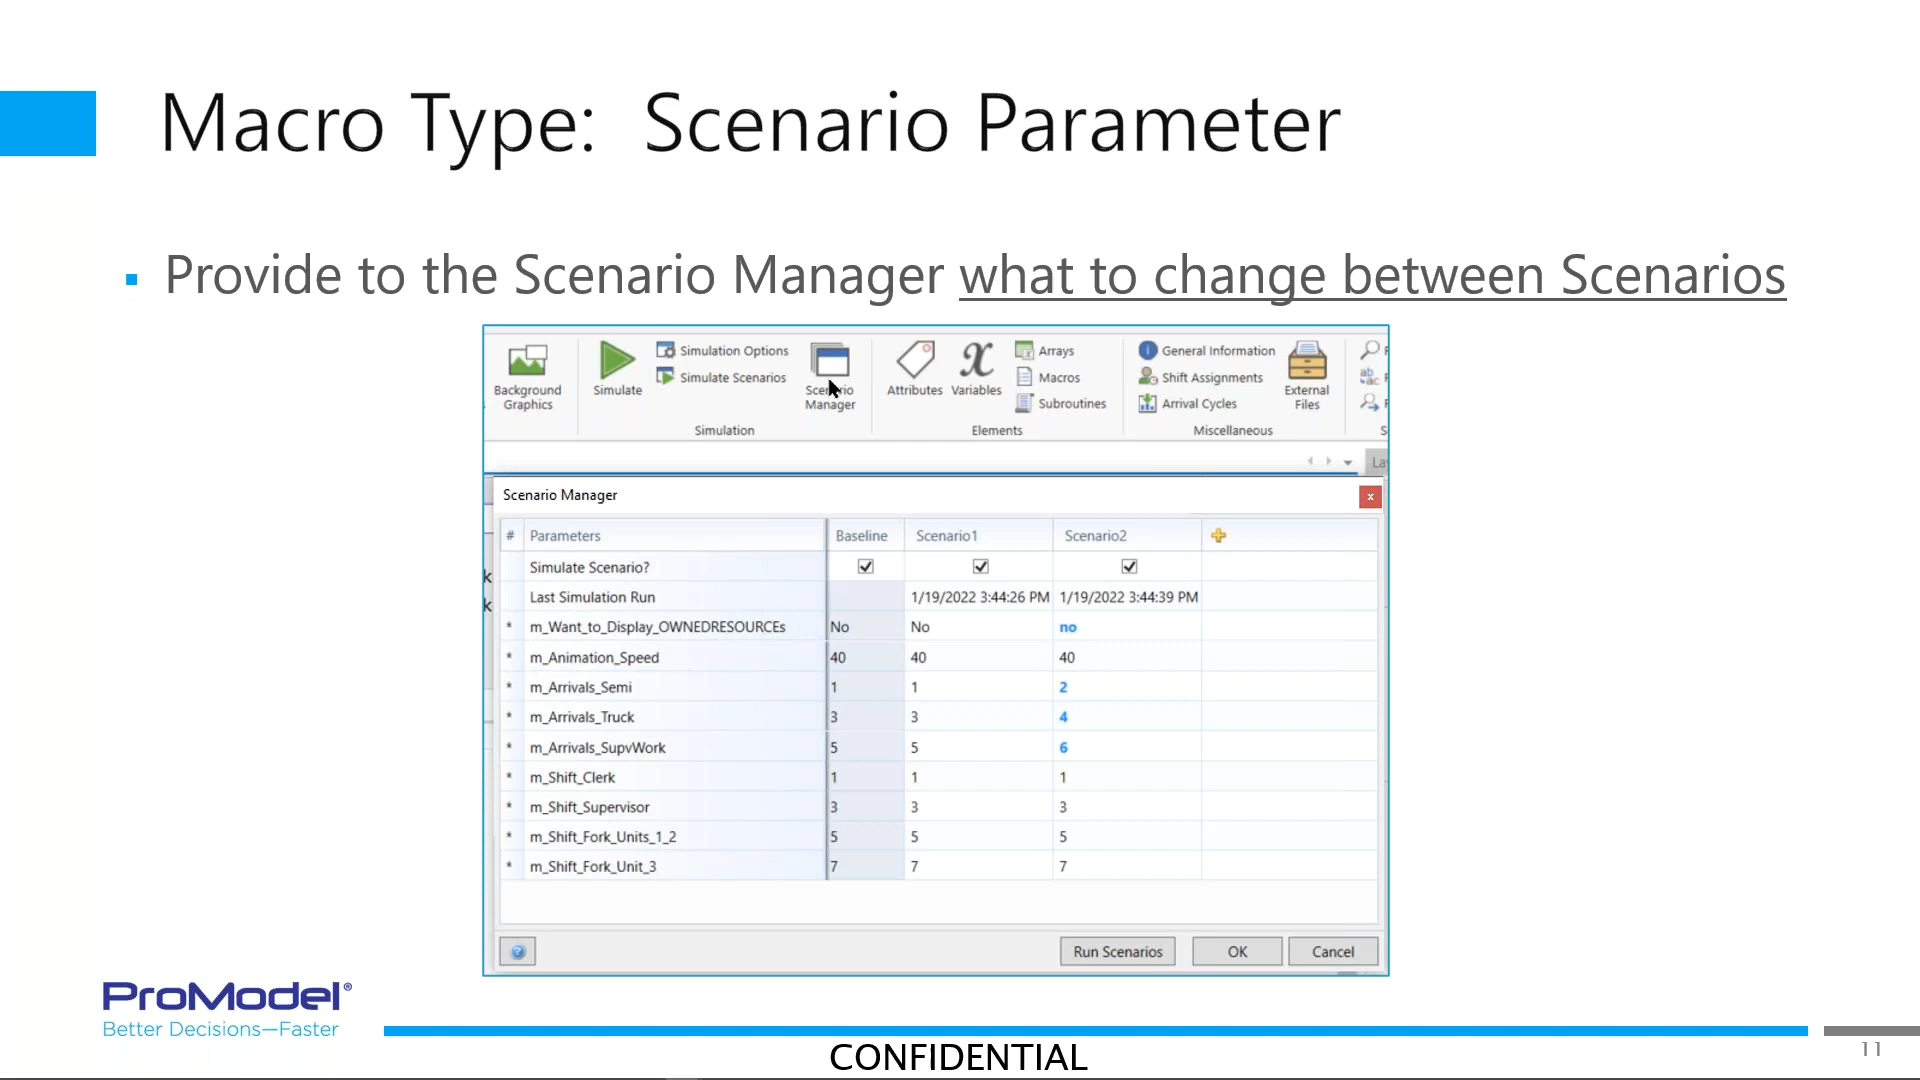 Macro Type: Scenario Parameter
▪ Provide to the Scenario Manager what to change between Scenarios
Background Graphics
Simulate
Simulation Options
Simulate Scenarios
Scenario Manager
Simulation
Attributes
Variables
Arrays
Macros
Subroutines
Elements
General Information
Shift Assignments
Arrival Cycles
External Files
Miscellaneous
Scenario Manager
# Parameters Baseline Scenario1 Scenario2
Simulate Scenario?
Last Simulation Run 1/19/2022 3:44:26 PM 1/19/2022 3:44:39 PM
* m_Want_to_Display_OWNEDRESOURCEs No No no
* m_Animation_Speed 40 40 40
* m_Arrivals_Semi 1 1 2
* m_Arrivals_Truck 3 3 4
* m_Arrivals_SupvWork 5 5 6
* m_Shift_Clerk 1 1 1
* m_Shift_Supervisor 3 3 3
* m_Shift_Fork_Units_1_2 5 5 5
* m_Shift_Fork_Unit_3 7 7 7
Run Scenarios OK Cancel
ProModel®
Better Decisions—Faster
CONFIDENTIAL
11